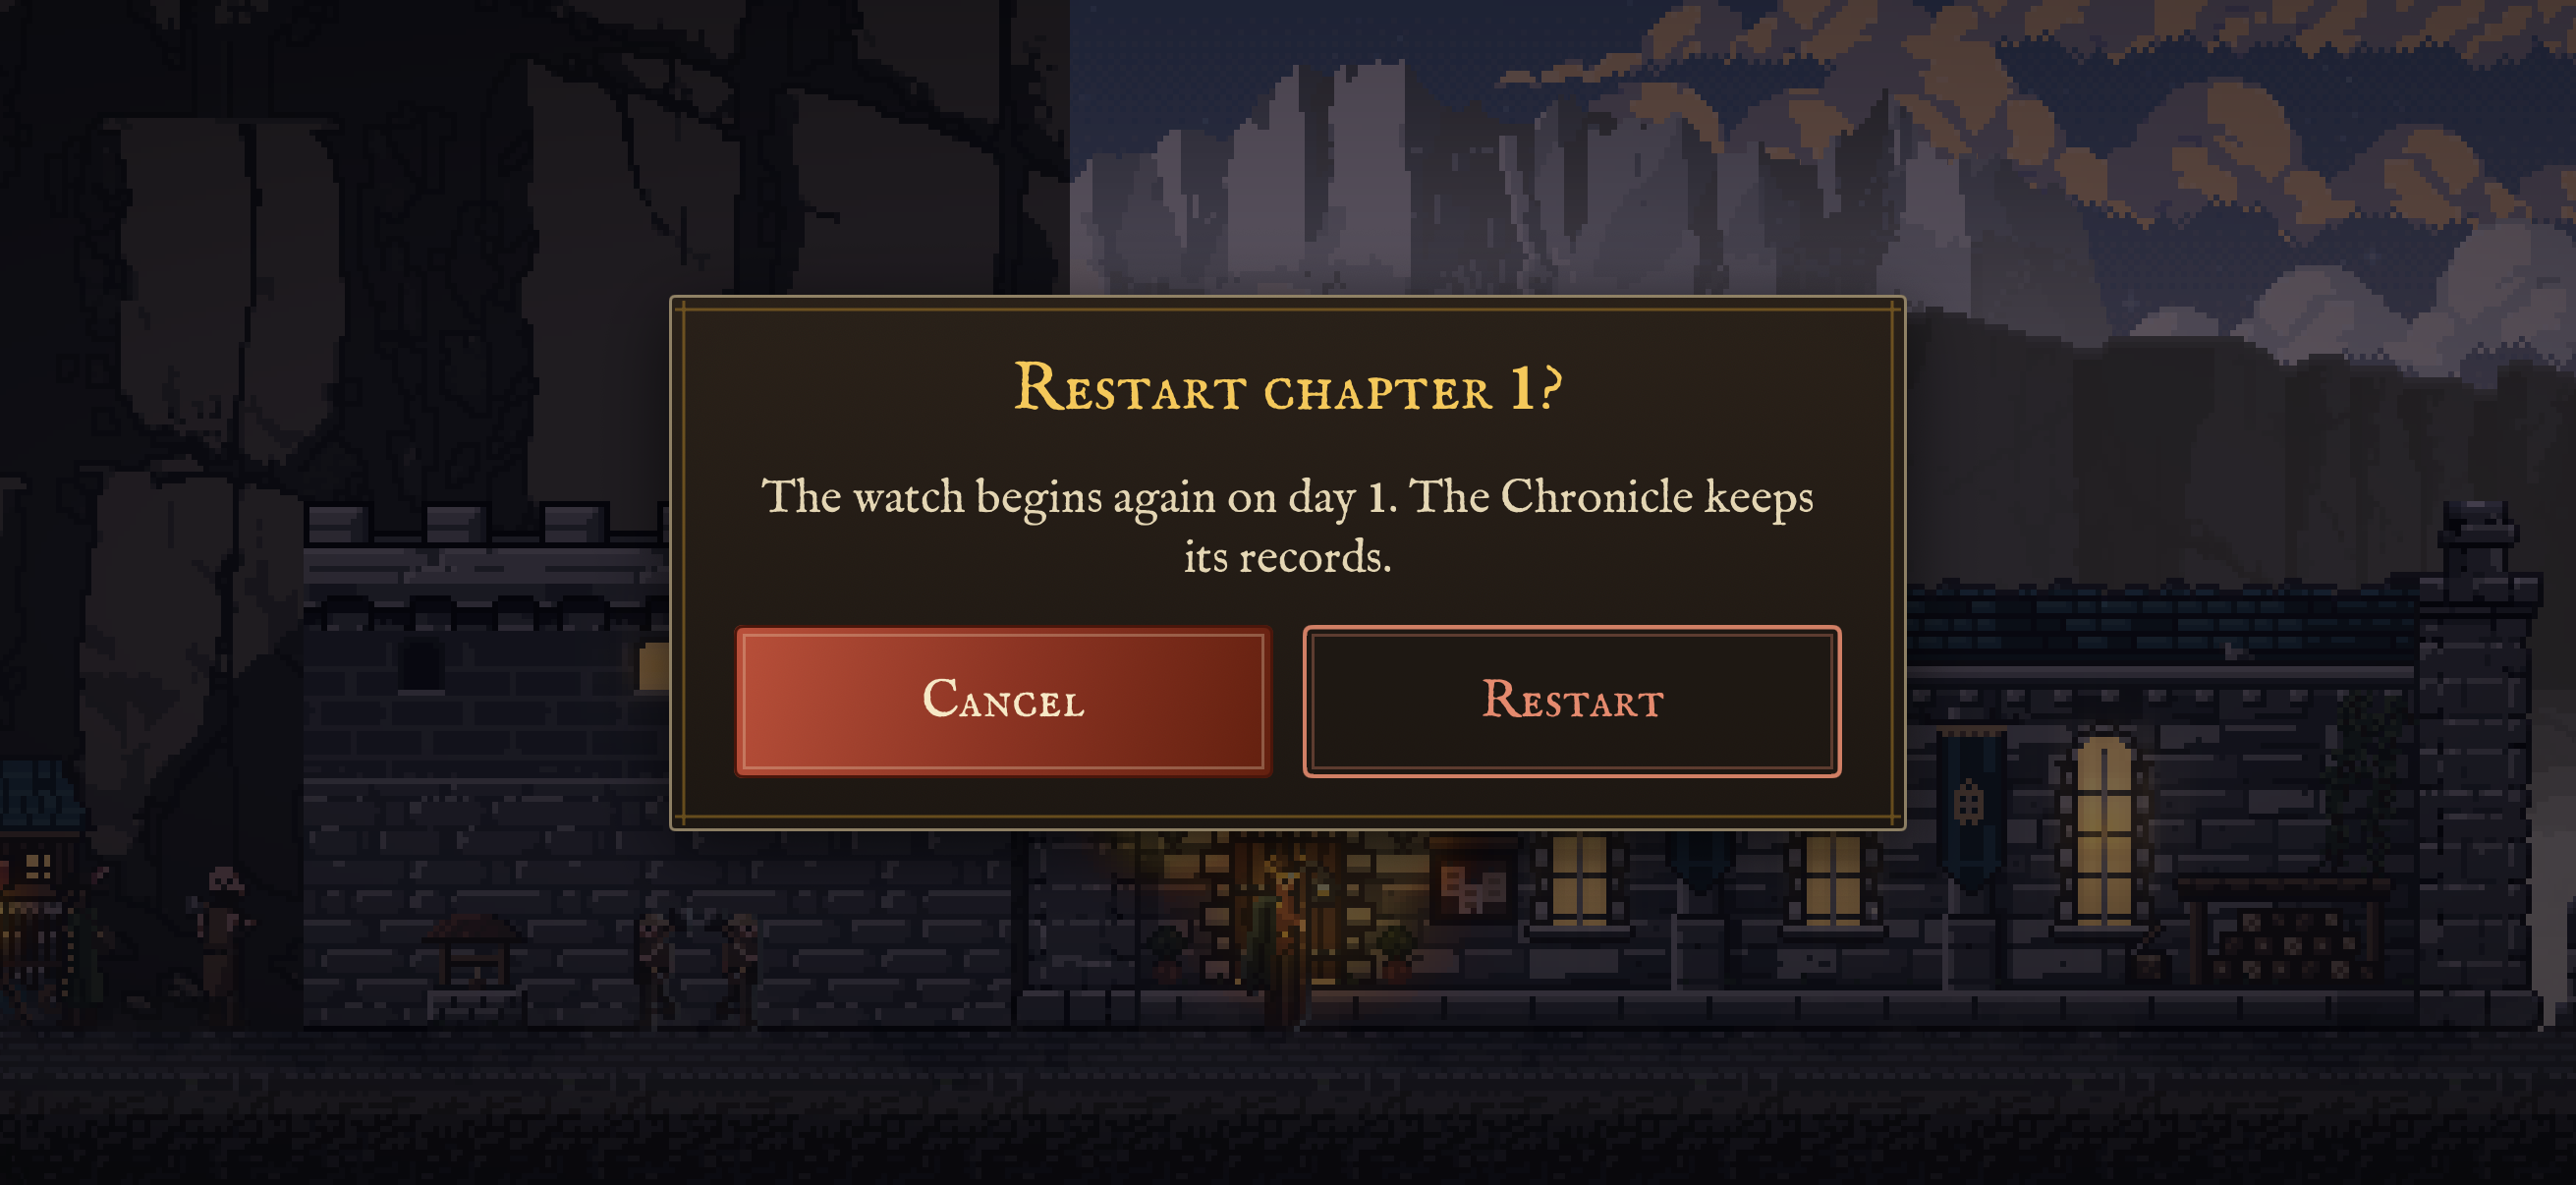 Restart chapter 1?
The watch begins again on day 1. The Chronicle keeps
its records.
Cancel
Restart